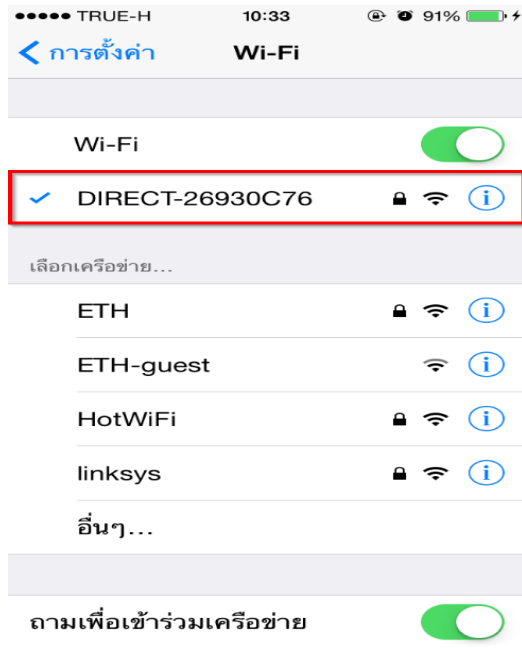 TRUE-H 10:33 91%
การตั้งค่า Wi-Fi
Wi-Fi
DIRECT-26930C76
เลือกเครือข่าย...
ETH
ETH-guest
HotWiFi
linksys
อื่นๆ...
ถามเพื่อเข้าร่วมเครือข่าย